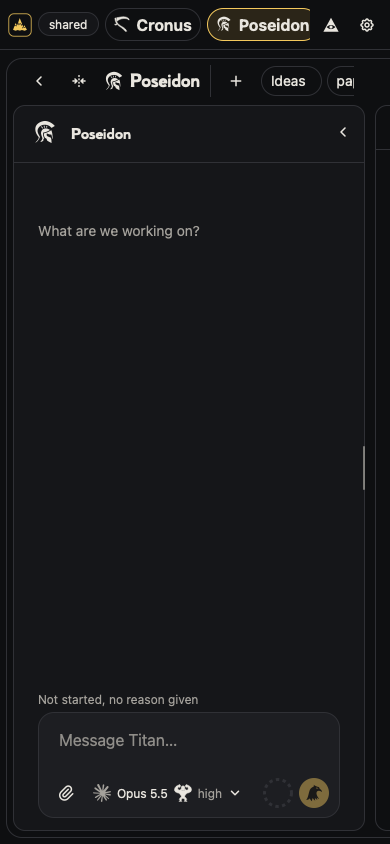 shared Cronus Poseidon
Poseidon Ideas
Poseidon
What are we working on?
Not started, no reason given
Message Titan...
Opus 5.5 high